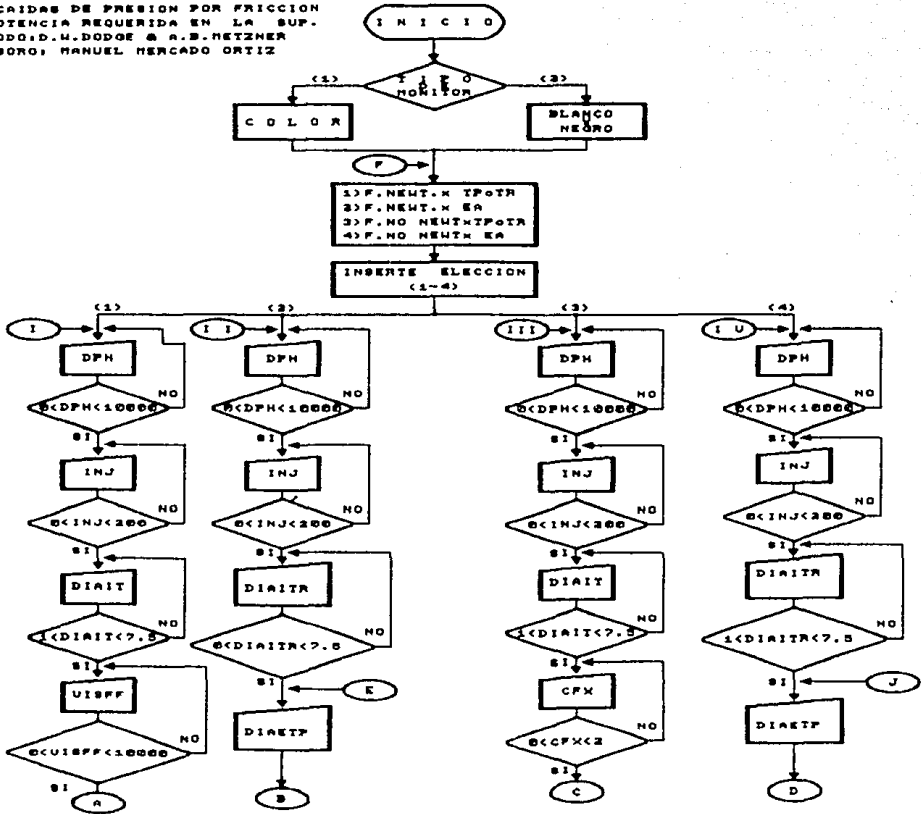 CAIDAS DE PRESION POR FRICCION
OTENCIA REQUERIDA EN LA SUP.
ODO:D.W.DODGE & A.B.METZNER
SORO: MANUEL MERCADO ORTIZ
I N I C I O
(1)
T I P O
DE
MONITOR
(2)
C O L O R
BLANCO
Y
NEGRO
F
1)F.NEWT.x TPoTR
2)F.NEWT.x EA
3)F.NO NEWTxTPoTR
4)F.NO NEWTx EA
INSERTE ELECCION
(1-4)
(1)
(2)
(3)
(4)
I
I I
III
I V
DPH
DPH
DPH
DPH
NO
NO
NO
NO
0<DPH<10000
0<DPH<10000
0<DPH<10000
0<DPH<10000
SI
SI
SI
SI
INJ
INJ
INJ
INJ
NO
NO
NO
NO
0<INJ<200
0<INJ<200
0<INJ<200
0<INJ<200
SI
SI
SI
SI
DIAIT
DIAITR
DIAIT
DIAITR
NO
NO
NO
NO
1<DIAIT<7.5
0<DIAITR<7.5
1<DIAIT<7.5
1<DIAITR<7.5
SI
SI
SI
SI
VISFF
E
CFX
J
NO
DIAETP
NO
DIAETP
0<VISFF<10000
0<CFX<2
SI
SI
A
B
C
D